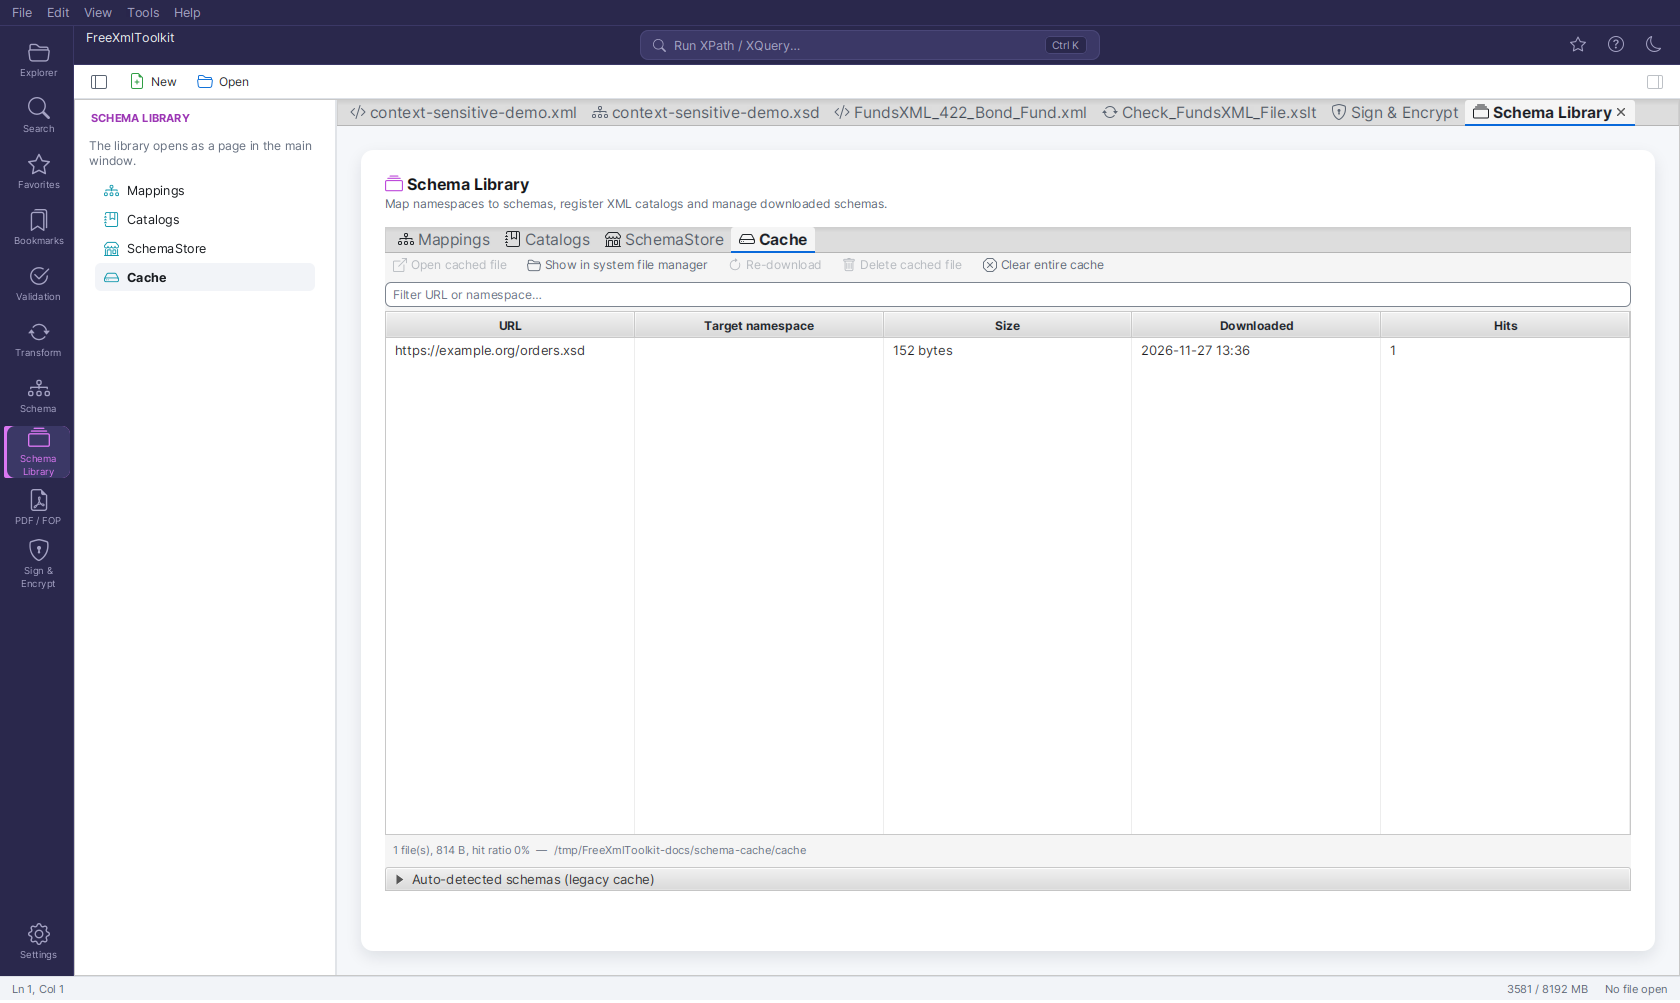 File Edit View Tools Help
FreeXmlToolkit
Run XPath / XQuery... Ctrl K
New Open
Explorer
Search
Favorites
Bookmarks
Validation
Transform
Schema
Schema
Library
PDF / FOP
Sign &
Encrypt
Settings
SCHEMA LIBRARY
The library opens as a page in the main
window.
Mappings
Catalogs
SchemaStore
Cache
context-sensitive-demo.xml context-sensitive-demo.xsd FundsXML_422_Bond_Fund.xml Check_FundsXML_File.xslt Sign & Encrypt Schema Library
Schema Library
Map namespaces to schemas, register XML catalogs and manage downloaded schemas.
Mappings Catalogs SchemaStore Cache
Open cached file Show in system file manager Re-download Delete cached file Clear entire cache
Filter URL or namespace...
URL Target namespace Size Downloaded Hits
https://example.org/orders.xsd 152 bytes 2026-11-27 13:36 1
1 file(s), 814 B, hit ratio 0% — /tmp/FreeXmlToolkit-docs/schema-cache/cache
Auto-detected schemas (legacy cache)
Ln 1, Col 1 3581 / 8192 MB No file open